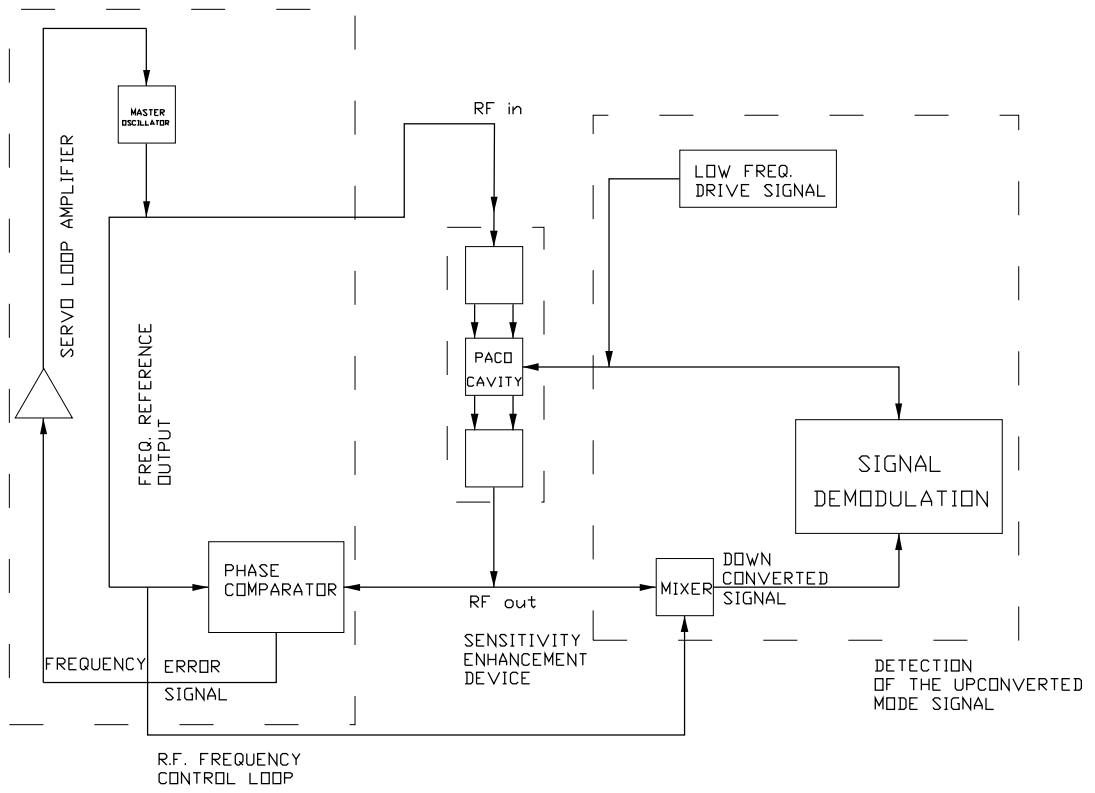 MASTER
OSCILLATOR
SERVO LOOP AMPLIFIER
FREQ. REFERENCE
OUTPUT
RF in
LOW FREQ.
DRIVE SIGNAL
PACO
CAVITY
SIGNAL
DEMODULATION
PHASE
COMPARATOR
RF out
MIXER
DOWN
CONVERTED
SIGNAL
FREQUENCY ERROR
SIGNAL
SENSITIVITY
ENHANCEMENT
DEVICE
DETECTION
OF THE UPCONVERTED
MODE SIGNAL
R.F. FREQUENCY
CONTROL LOOP